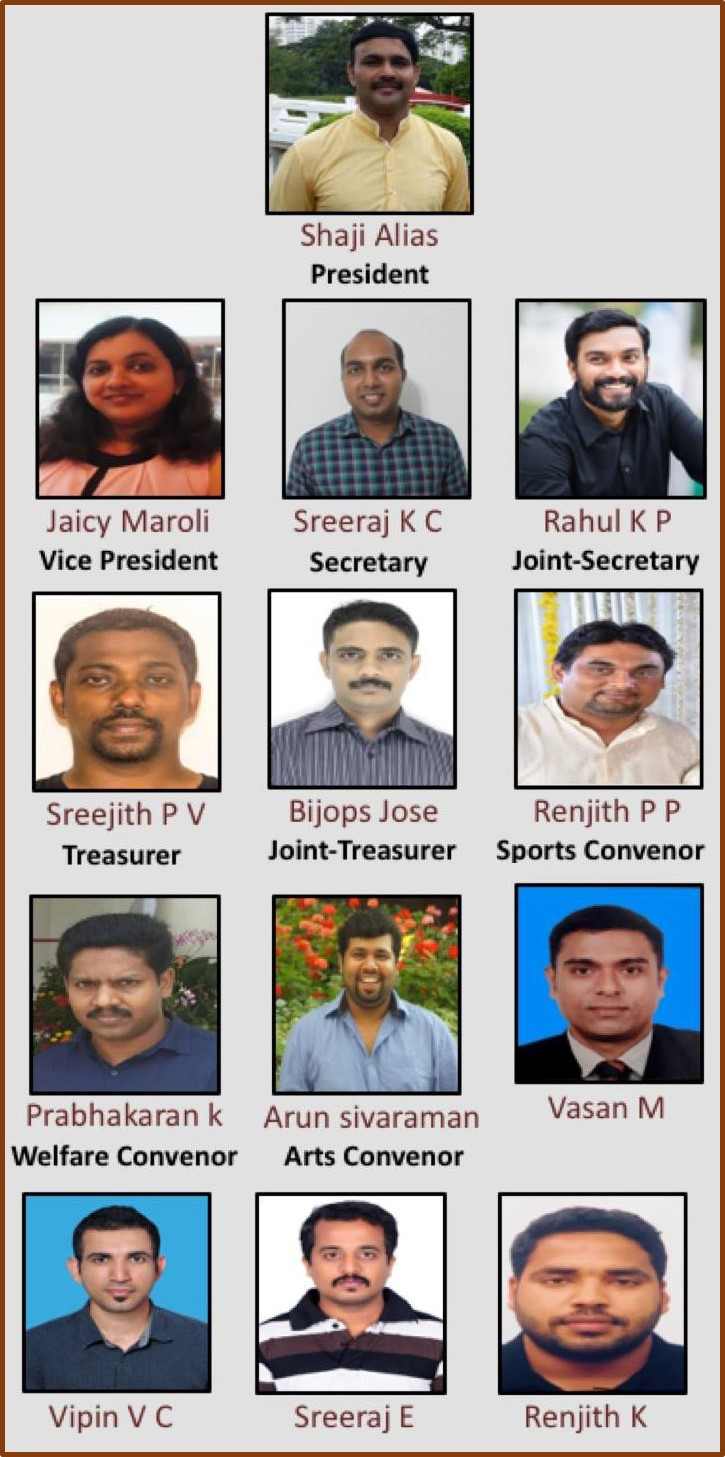 Shaji Alias
President
Jaicy Maroli
Sreeraj K C
Rahul K P
Vice President
Secretary
Joint-Secretary
Sreejith P V
Bijops Jose
Renjith P P
Treasurer
Joint-Treasurer
Sports Convenor
Prabhakaran k
Arun sivaraman
Vasan M
Welfare Convenor
Arts Convenor
Vipin V C
Sreeraj E
Renjith K